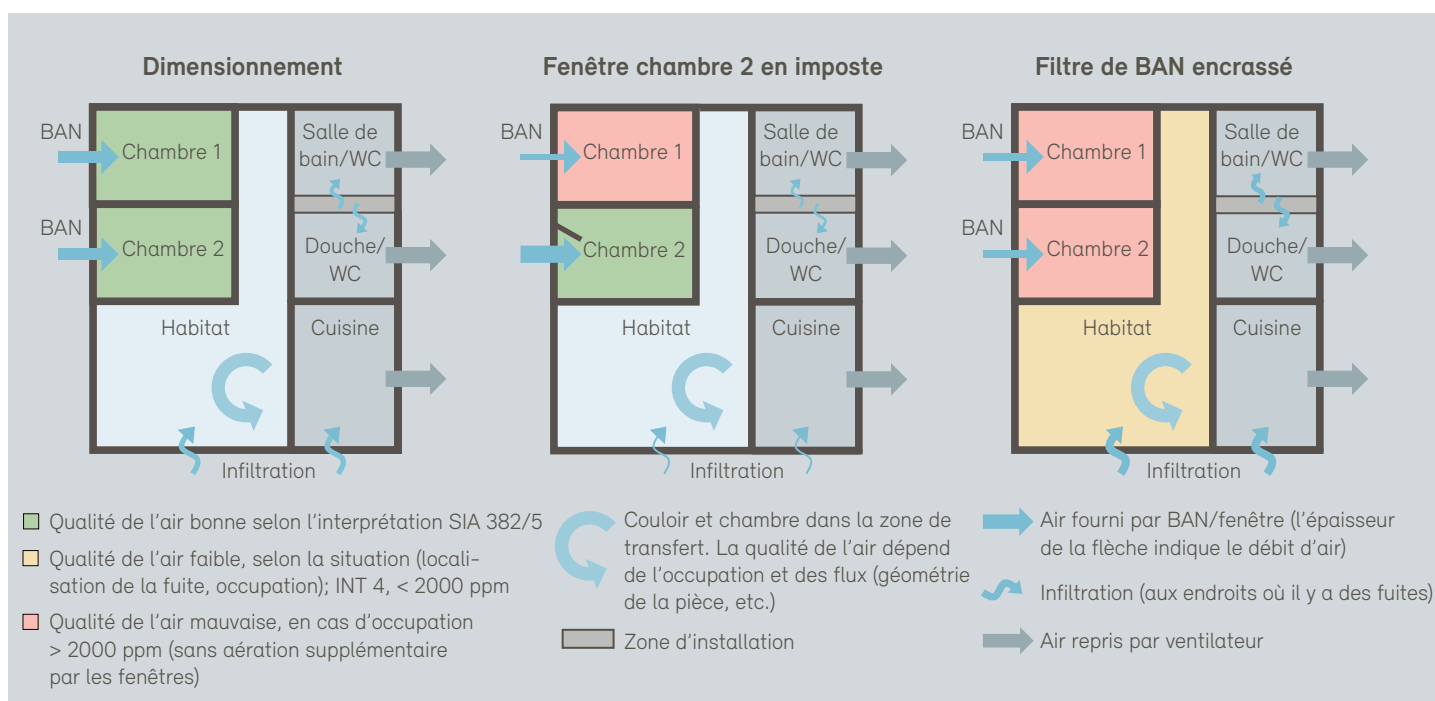 Dimensionnement
BAN
Chambre 1
Salle de
bain/WC
BAN
Chambre 2
Douche/
WC
Habitat
Cuisine
Infiltration
Fenêtre chambre 2 en imposte
BAN
Chambre 1
Salle de
bain/WC
Chambre 2
Douche/
WC
Habitat
Cuisine
Infiltration
Filtre de BAN encrassé
BAN
Chambre 1
Salle de
bain/WC
BAN
Chambre 2
Douche/
WC
Habitat
Cuisine
Infiltration
Qualité de l'air bonne selon l'interprétation SIA 382/5
Qualité de l'air faible, selon la situation (locali-
sation de la fuite, occupation); INT 4, < 2000 ppm
Qualité de l'air mauvaise, en cas d'occupation
> 2000 ppm (sans aération supplémentaire
par les fenêtres)
Couloir et chambre dans la zone de
transfert. La qualité de l'air dépend
de l'occupation et des flux (géométrie
de la pièce, etc.)
Zone d'installation
Air fourni par BAN/fenêtre (l'épaisseur
de la flèche indique le débit d'air)
Infiltration (aux endroits où il y a des fuites)
Air repris par ventilateur